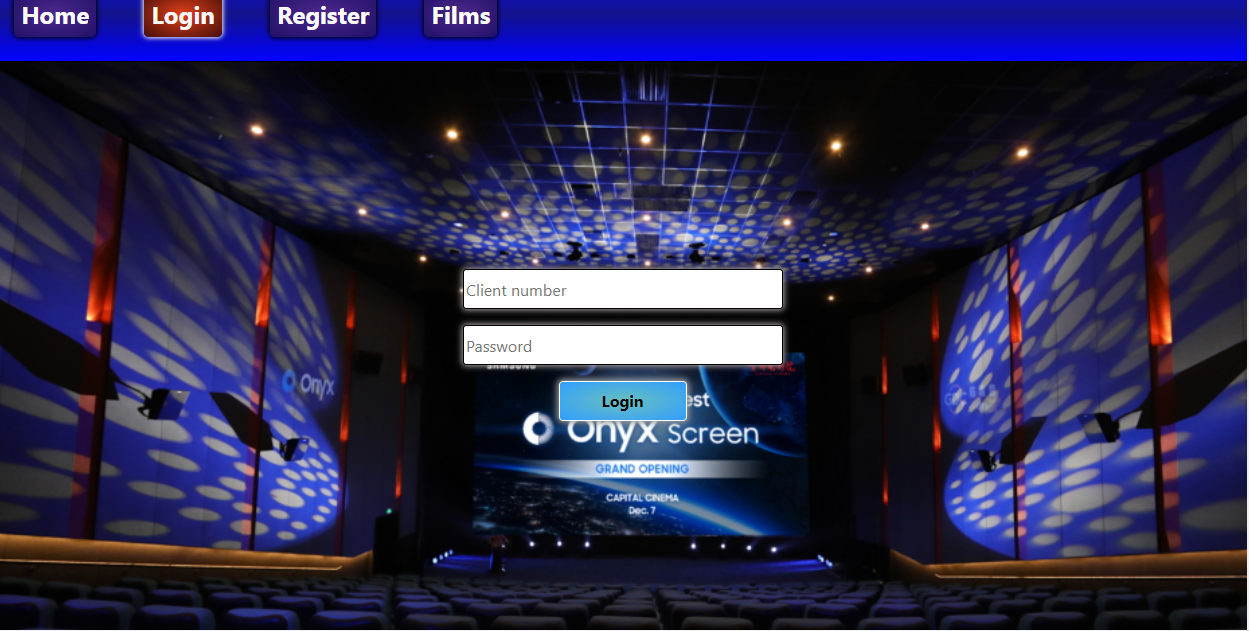 Home Login Register Films
Client number
Password
SAMSUNG
Onyx
Login
est
Onyx Screen
GRAND OPENING
CAPITAL CINEMA
Dec. 7